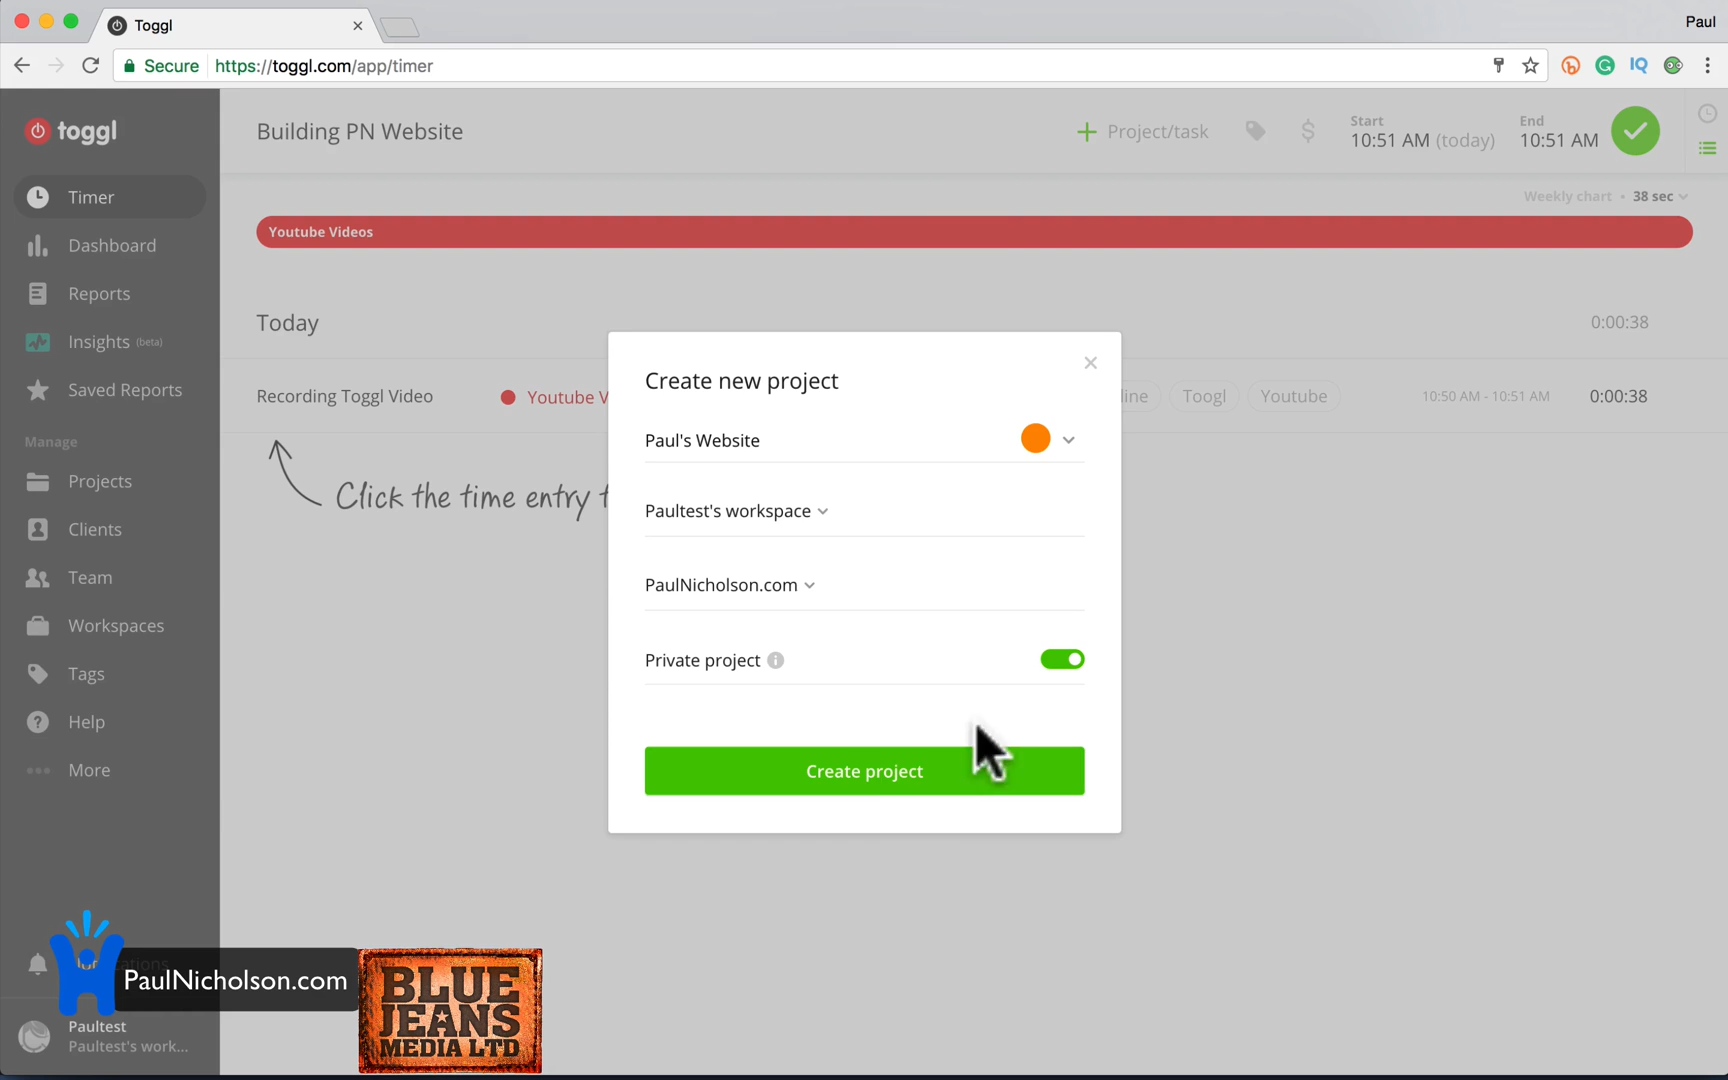 Toggl
Paul
Secure
https://toggl.com/app/timer
toggl
Building PN Website
Project/task
$
Start
10:51 AM (today)
End
10:51 AM
Timer
Weekly chart • 38 sec
Youtube Videos
Dashboard
Reports
Today
0:00:38
Insights (beta)
Saved Reports
Recording Toggl Video
Youtube V
line
Toogl
Youtube
10:50 AM - 10:51 AM
0:00:38
Click the time entry t
Manage
Projects
Clients
Team
Workspaces
Tags
Help
More
Create new project
Paul's Website
Paultest's workspace
PaulNicholson.com
Private project
Create project
PaulNicholson.com
BLUE
JEANS
MEDIA LTD
Paultest
Paultest's work...